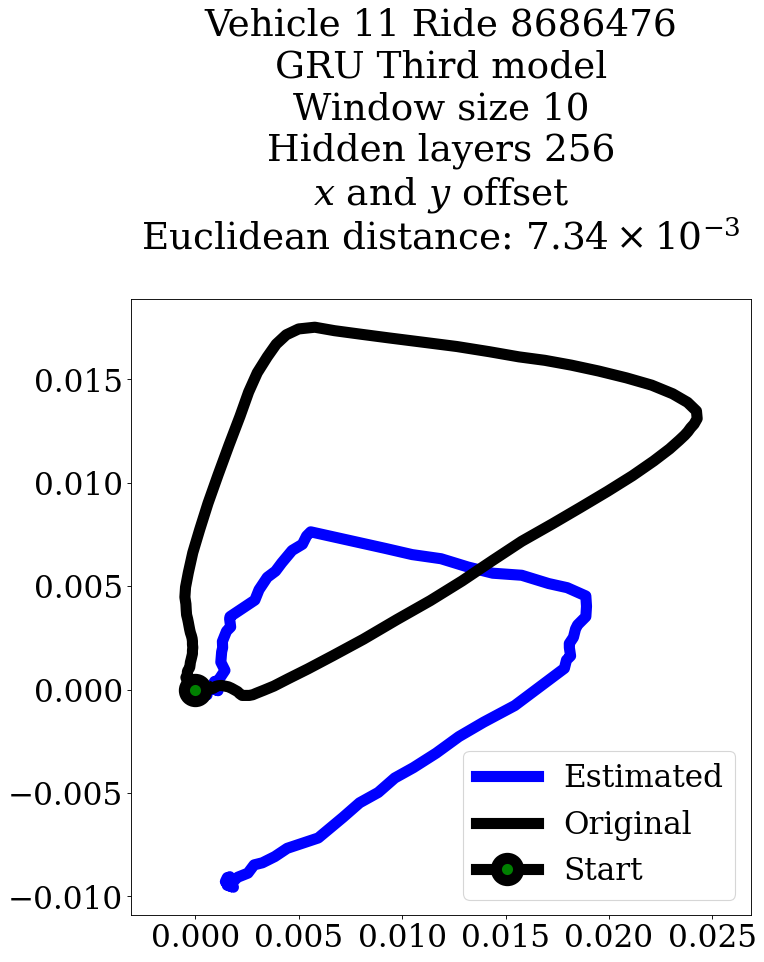 Vehicle 11 Ride 8686476
GRU Third model
Window size 10
Hidden layers 256
x and y offset
Euclidean distance: 7.34 × 10⁻³
0.015
0.010
0.005
0.000
−0.005
−0.010
Estimated
Original
Start
0.000 0.005 0.010 0.015 0.020 0.025